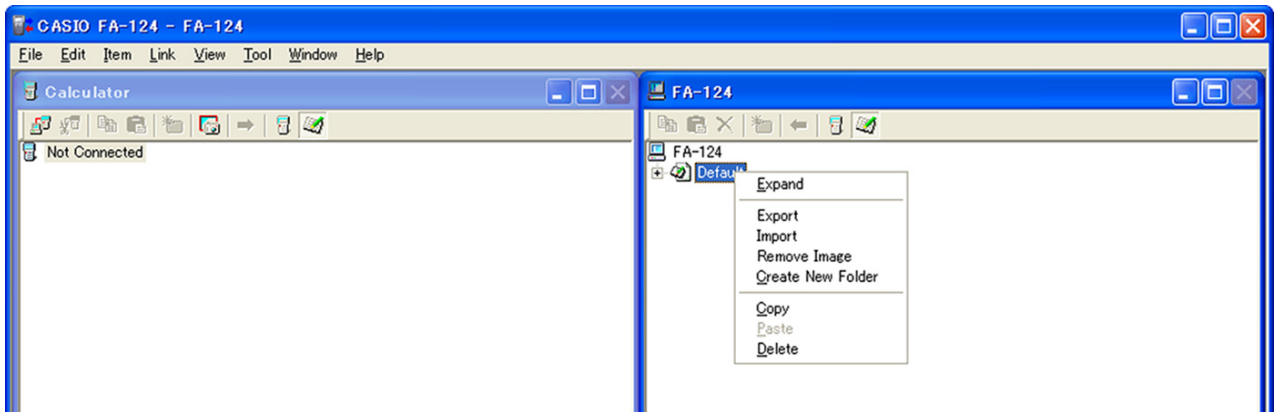 CASIO FA-124 - FA-124
File Edit Item Link View Tool Window Help
Calculator
Not Connected
FA-124
FA-124
Default
Expand
Export
Import
Remove Image
Create New Folder
Copy
Paste
Delete